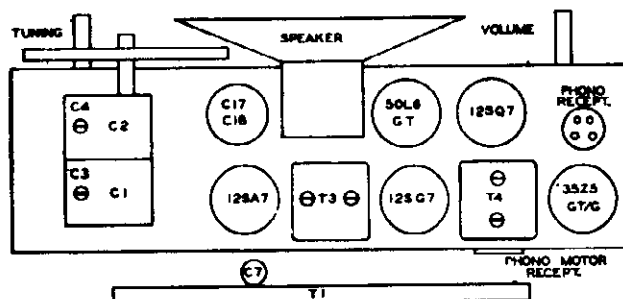 TUNING
SPEAKER
VOLUME
C4
C2
C17
C18
50L6
GT
12SQ7
PHONO
RECEPT.
C3
C1
12SA7
T3
12SG7
T4
35Z5
GT/G
C7
PHONO MOTOR
RECEPT.
T1